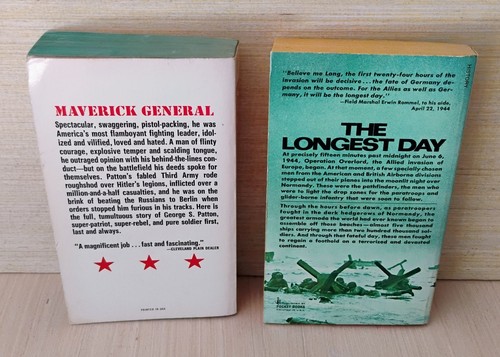 MAVERICK GENERAL
Spectacular, swaggering, pistol-packing, he was
America's most flamboyant fighting leader, idol-
ized and vilified, loved and hated. A man of flinty
courage, explosive temper and scalding tongue,
he outraged opinion with his behind-the-lines con-
duct—but on the battlefield his deeds spoke for
themselves. Patton's fabled Third Army rode
roughshod over Hitler's legions, inflicted over a
million-and-a-half casualties, and he was on the
brink of beating the Russians to Berlin when
orders stopped him furious in his tracks. Here is
the full, tumultuous story of George S. Patton,
super-patriot, super-rebel, and pure soldier first,
last and always.
"A magnificent job . . . fast and fascinating."
—CLEVELAND PLAIN DEALER
PRINTED IN USA
"Believe me Lang, the first twenty-four hours of the
invasion will be decisive...the fate of Germany de-
pends on the outcome. For the Allies as well as Ger-
many, it will be the longest day."
—Field Marshal Erwin Rommel, to his aide,
April 22, 1944
THE
LONGEST DAY
At precisely fifteen minutes past midnight on June 6,
1944, Operation Overlord, the Allied invasion of
Europe, began. At that moment, a few specially chosen
men from the American and British Airborne divisions
stepped out of their planes into the moonlit night over
Normandy. These were the pathfinders, the men who
were to light the drop zones for the paratroops and
glider-borne infantry that were soon to follow.
Through the hours before dawn, as paratroopers
fought in the dark hedgerows of Normandy, the
greatest armada the world had ever known began to
assemble off those beaches—almost five thousand
ships carrying more than two hundred thousand sol-
diers. And through that fateful day, these men fought
to regain a foothold on a terrorised and devasted
continent.
POCKET BOOKS
HISTORY